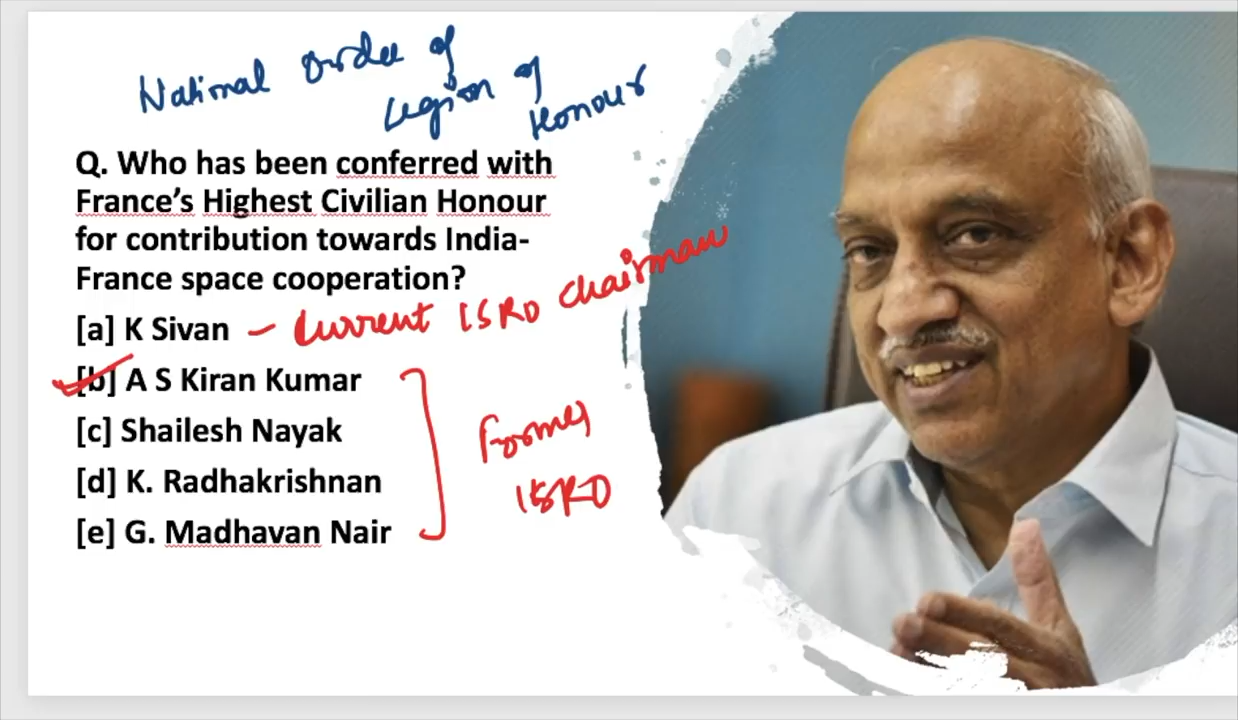 National Order of
Legion of
Honour
Q. Who has been conferred with
France's Highest Civilian Honour
for contribution towards India-
France space cooperation?
[a] K Sivan – Current ISRO Chairman
[b] A S Kiran Kumar
[c] Shailesh Nayak
[d] K. Radhakrishnan
[e] G. Madhavan Nair
Former
ISRO